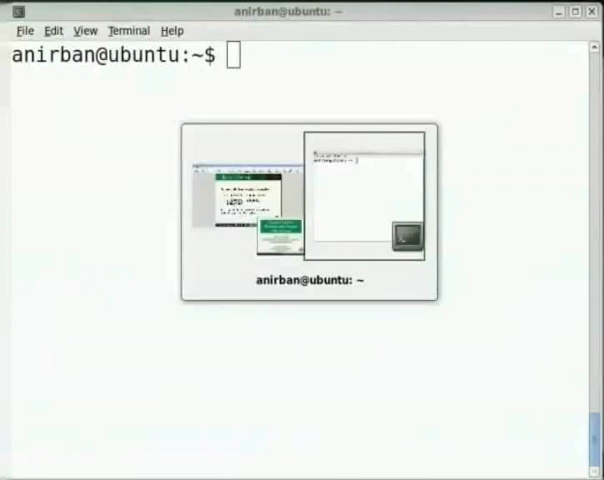 anirban@ubuntu: ~
File Edit View Terminal Help
anirban@ubuntu:~$
anirban@ubuntu: ~